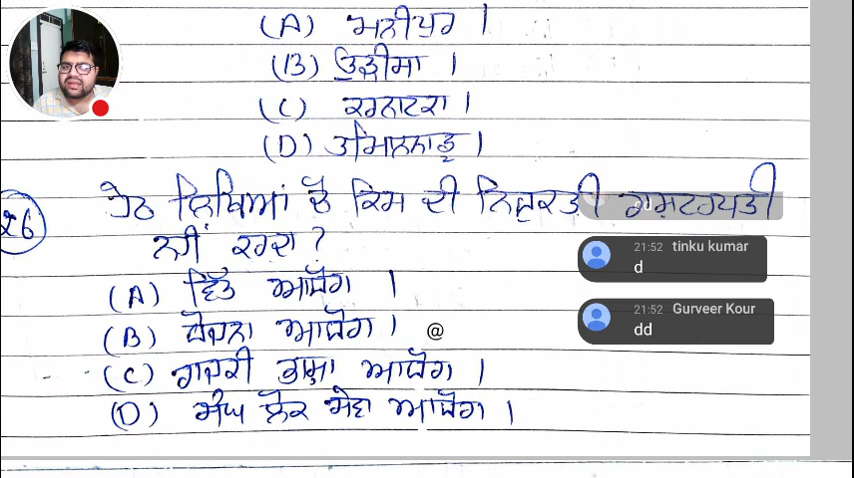 (A) ਮਨੀਪੁਰ ।
(B) ਉੜੀਸਾ ।
(C) ਕਰਨਾਟਕਾ ।
(D) ਤਾਮਿਲਨਾਡੂ ।
26 ਹੇਠ ਲਿਖਿਆਂ ਚੋਂ ਕਿਸ ਦੀ ਨਿਯੁਕਤੀ ਰਾਸ਼ਟਰਪਤੀ
ਨਹੀਂ ਕਰਦਾ ?
(A) ਵਿੱਤ ਆਯੋਗ ।
(B) ਯੋਜਨਾ ਆਯੋਗ । @
(C) ਰਾਜਕੀ ਭਾਸ਼ਾ ਆਯੋਗ ।
(D) ਸੰਘ ਲੋਕ ਸੇਵਾ ਆਯੋਗ ।
21:52 tinku kumar
d
21:52 Gurveer Kour
dd